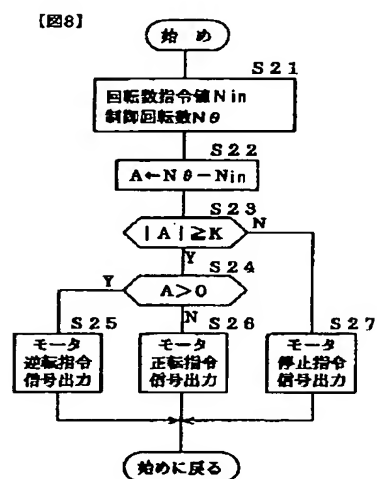 【図8】
始 め
S21
回転数指令値Nin
制御回転数Nθ
S22
A←Nθ-Nin
S23
|A|≧K
N
Y
S24
Y
A>0
N
S25
モータ
逆転指令
信号出力
S26
モータ
正転指令
信号出力
S27
モータ
停止指令
信号出力
始めに戻る